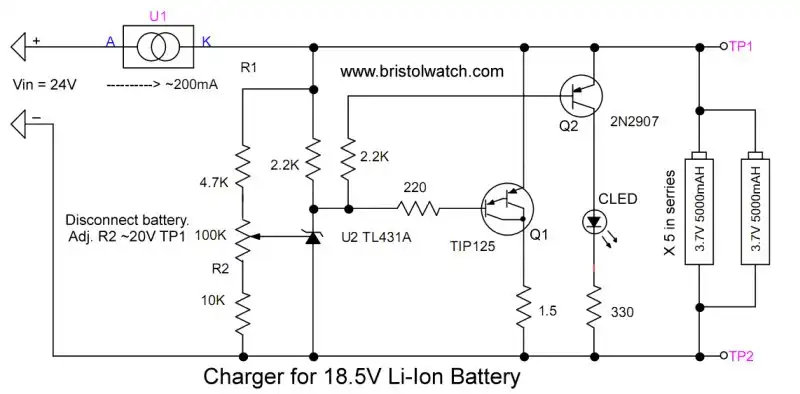 U1
+
A
K
TP1
R1
www.bristolwatch.com
Vin = 24V
----------> ~200mA
−
Q2
2N2907
2.2K
2.2K
4.7K
220
CLED
X 5 in serries
3.7V 5000mAH
3.7V 5000mAH
Disconnect battery.
Adj. R2 ~20V TP1
100K
U2 TL431A
TIP125
Q1
R2
10K
1.5
330
TP2
Charger for 18.5V Li-Ion Battery